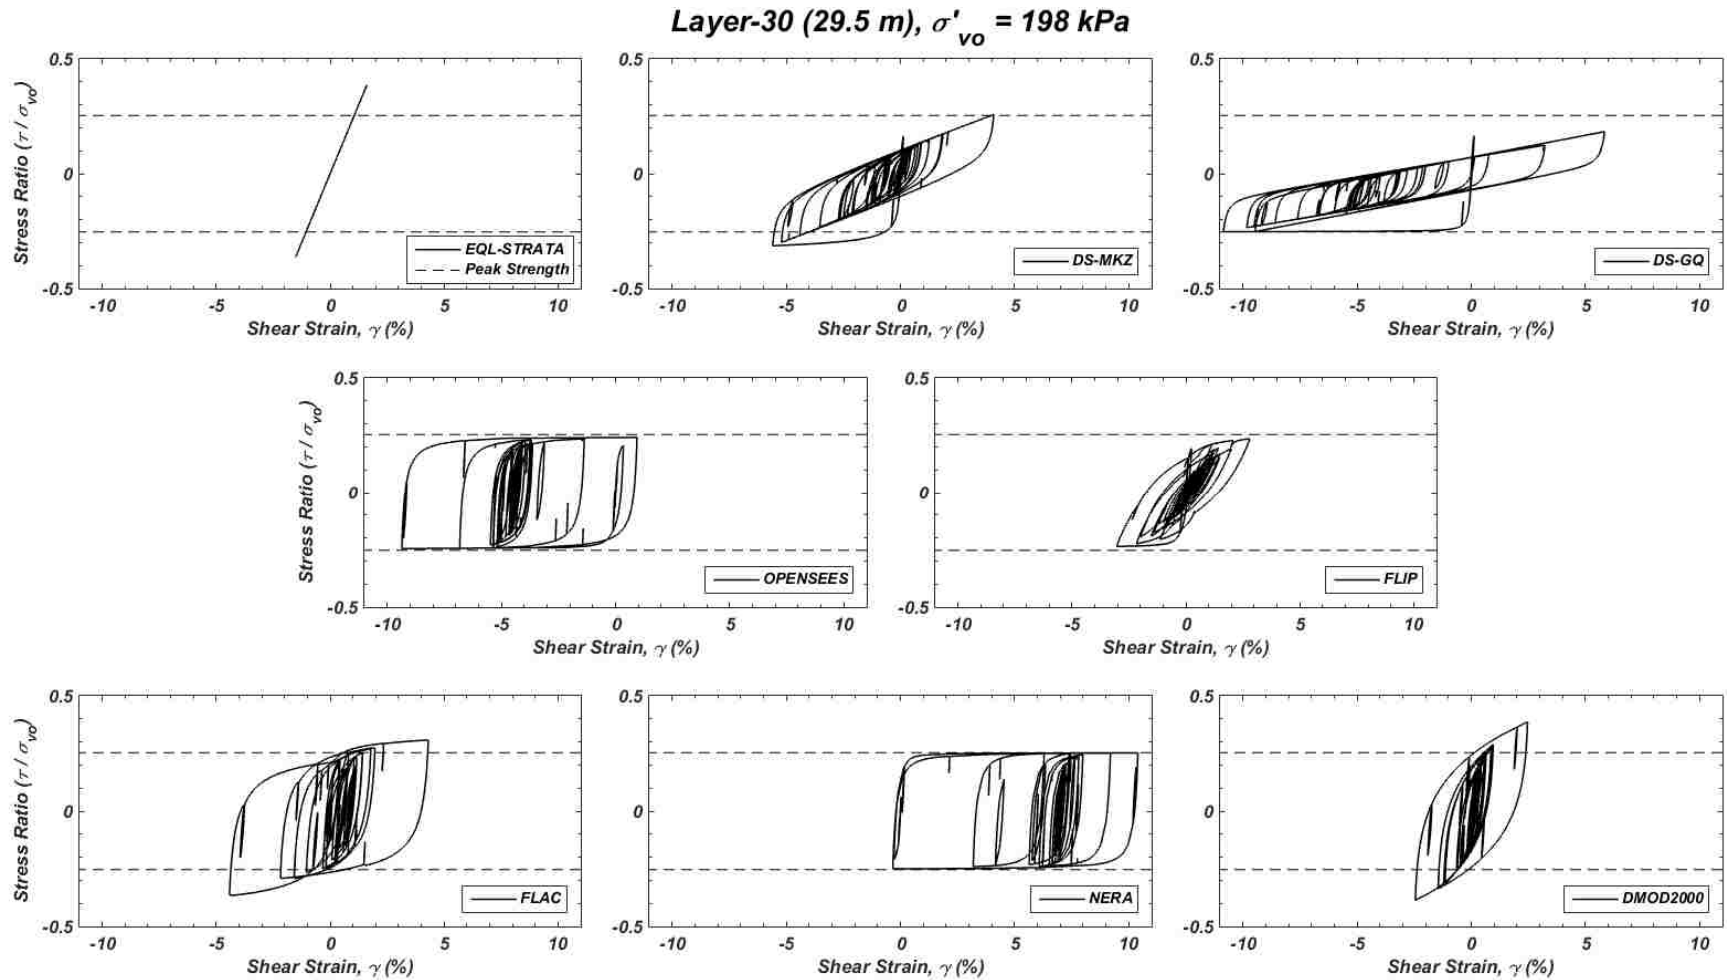 Layer-30 (29.5 m), σ'vo = 198 kPa
Stress Ratio (τ / σvo)
0.5
0
-0.5
EQL-STRATA
Peak Strength
-10 -5 0 5 10
Shear Strain, γ (%)
0.5
0
-0.5
DS-MKZ
-10 -5 0 5 10
Shear Strain, γ (%)
0.5
0
-0.5
DS-GQ
-10 -5 0 5 10
Shear Strain, γ (%)
Stress Ratio (τ / σvo)
0.5
0
-0.5
OPENSEES
-10 -5 0 5 10
Shear Strain, γ (%)
0.5
0
-0.5
FLIP
-10 -5 0 5 10
Shear Strain, γ (%)
Stress Ratio (τ / σvo)
0.5
0
-0.5
FLAC
-10 -5 0 5 10
Shear Strain, γ (%)
0.5
0
-0.5
NERA
-10 -5 0 5 10
Shear Strain, γ (%)
0.5
0
-0.5
DMOD2000
-10 -5 0 5 10
Shear Strain, γ (%)